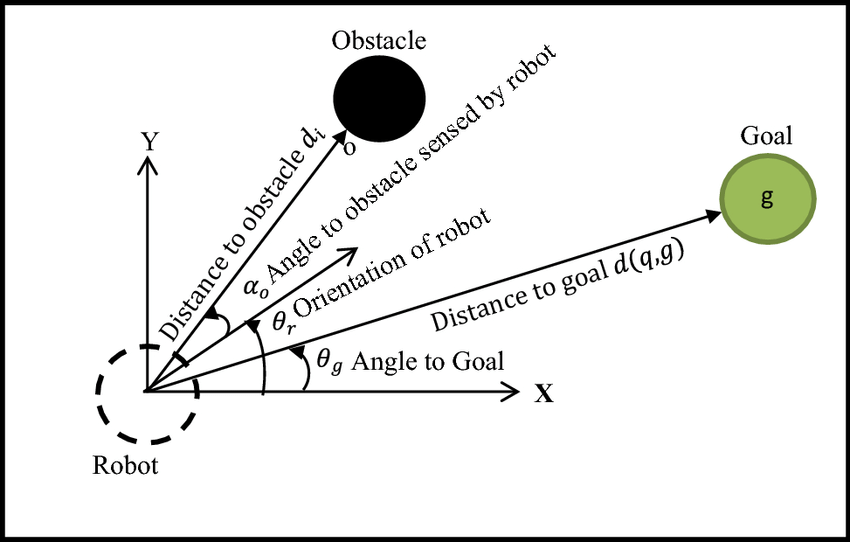 Obstacle
Y
Distance to obstacle dᵢ
o
αₒ Angle to obstacle sensed by robot
θᵣ Orientation of robot
Goal
g
Distance to goal d(q,g)
θg Angle to Goal
X
Robot